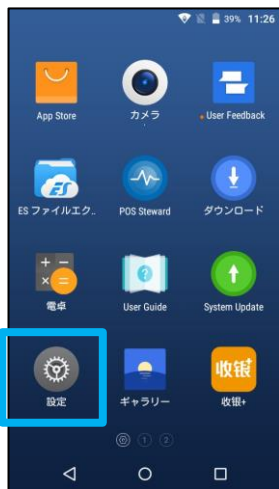 39% 11:26
App Store
カメラ
User Feedback
ES ファイルエク..
POS Steward
ダウンロード
電卓
User Guide
System Update
設定
ギャラリー
收银+
收银+
1 2